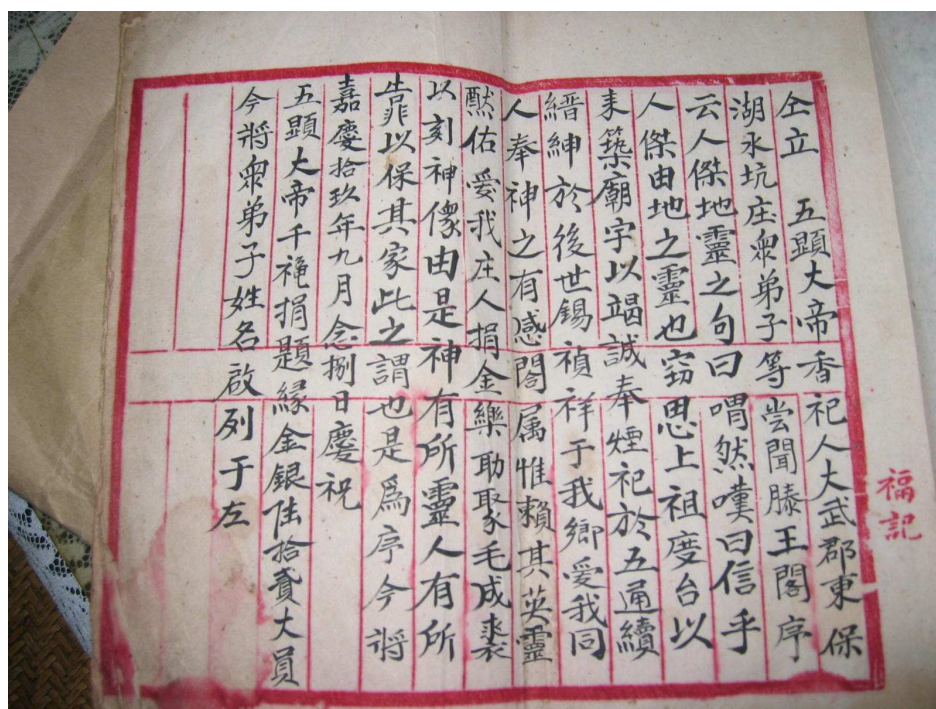 仝立　五顯大帝香祀人大武郡東保
湖水坑庄衆弟子等尝聞滕王閣序
云人傑地靈之句曰喟然嘆曰信乎
人傑由地之靈也窃思上祖度台以
来築廟宇以竭誠奉煙祀於五通續
縉紳於後世錫禎祥于我鄉愛我同
人奉神之有感閤属惟賴其英靈
默佑爰我庄人捐金樂助聚毛成裘
以刻神像由是神有所靈人有所
靠以保其家此之謂也是爲序今將
嘉慶拾玖年九月念捌日慶祝
五顯大帝千禧捐題緣金銀陆拾貳大員
今將衆弟子姓名啟列于左
福記